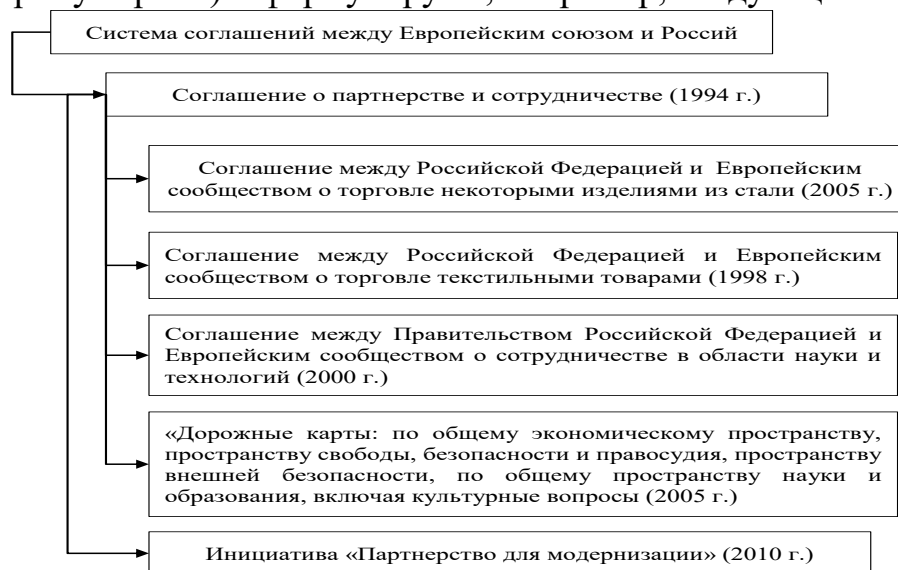 Система соглашений между Европейским союзом и Россий
Соглашение о партнерстве и сотрудничестве (1994 г.)
Соглашение между Российской Федерацией и Европейским
сообществом о торговле некоторыми изделиями из стали (2005 г.)
Соглашение между Российской Федерацией и Европейским
сообществом о торговле текстильными товарами (1998 г.)
Соглашение между Правительством Российской Федерацией и
Европейским сообществом о сотрудничестве в области науки и
технологий (2000 г.)
«Дорожные карты: по общему экономическому пространству,
пространству свободы, безопасности и правосудия, пространству
внешней безопасности, по общему пространству науки и
образования, включая культурные вопросы (2005 г.)
Инициатива «Партнерство для модернизации» (2010 г.)